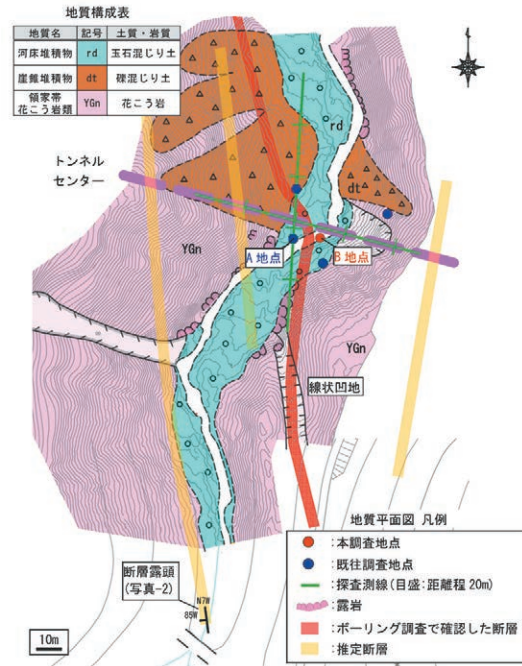 地質構成表
地質名 記号 土質・岩質
河床堆積物 rd 玉石混じり土
崖錐堆積物 dt 礫混じり土
領家帯
花こう岩類 YGn 花こう岩
rd
dt
トンネル
センター
YGn
A地点
B地点
YGn
線状凹地
断層露頭
(写真-2)
N7W
85W
10m
地質平面図 凡例
:本調査地点
:既往調査地点
:探査測線(目盛:距離程20m)
:露岩
:ボーリング調査で確認した断層
:推定断層